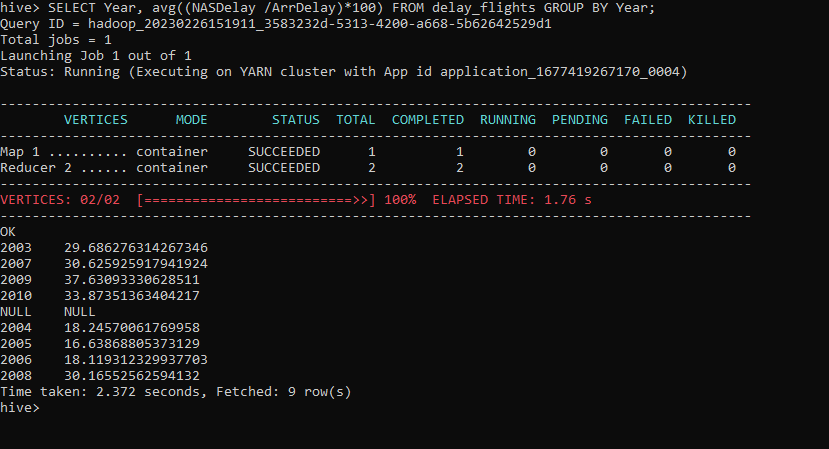 hive> SELECT Year, avg((NASDelay /ArrDelay)*100) FROM delay_flights GROUP BY Year;
Query ID = hadoop_20230226151911_3583232d-5313-4200-a668-5b62642529d1
Total jobs = 1
Launching Job 1 out of 1
Status: Running (Executing on YARN cluster with App id application_1677419267170_0004)
----------------------------------------------------------------------------------------------
        VERTICES      MODE        STATUS  TOTAL  COMPLETED  RUNNING  PENDING  FAILED  KILLED
----------------------------------------------------------------------------------------------
Map 1 .......... container     SUCCEEDED      1          1        0        0       0       0
Reducer 2 ...... container     SUCCEEDED      2          2        0        0       0       0
----------------------------------------------------------------------------------------------
VERTICES: 02/02  [==========================>>] 100%  ELAPSED TIME: 1.76 s
----------------------------------------------------------------------------------------------
OK
2003    29.686276314267346
2007    30.625925917941924
2009    37.63093330628511
2010    33.87351363404217
NULL    NULL
2004    18.24570061769958
2005    16.63868805373129
2006    18.119312329937703
2008    30.16552562594132
Time taken: 2.372 seconds, Fetched: 9 row(s)
hive>